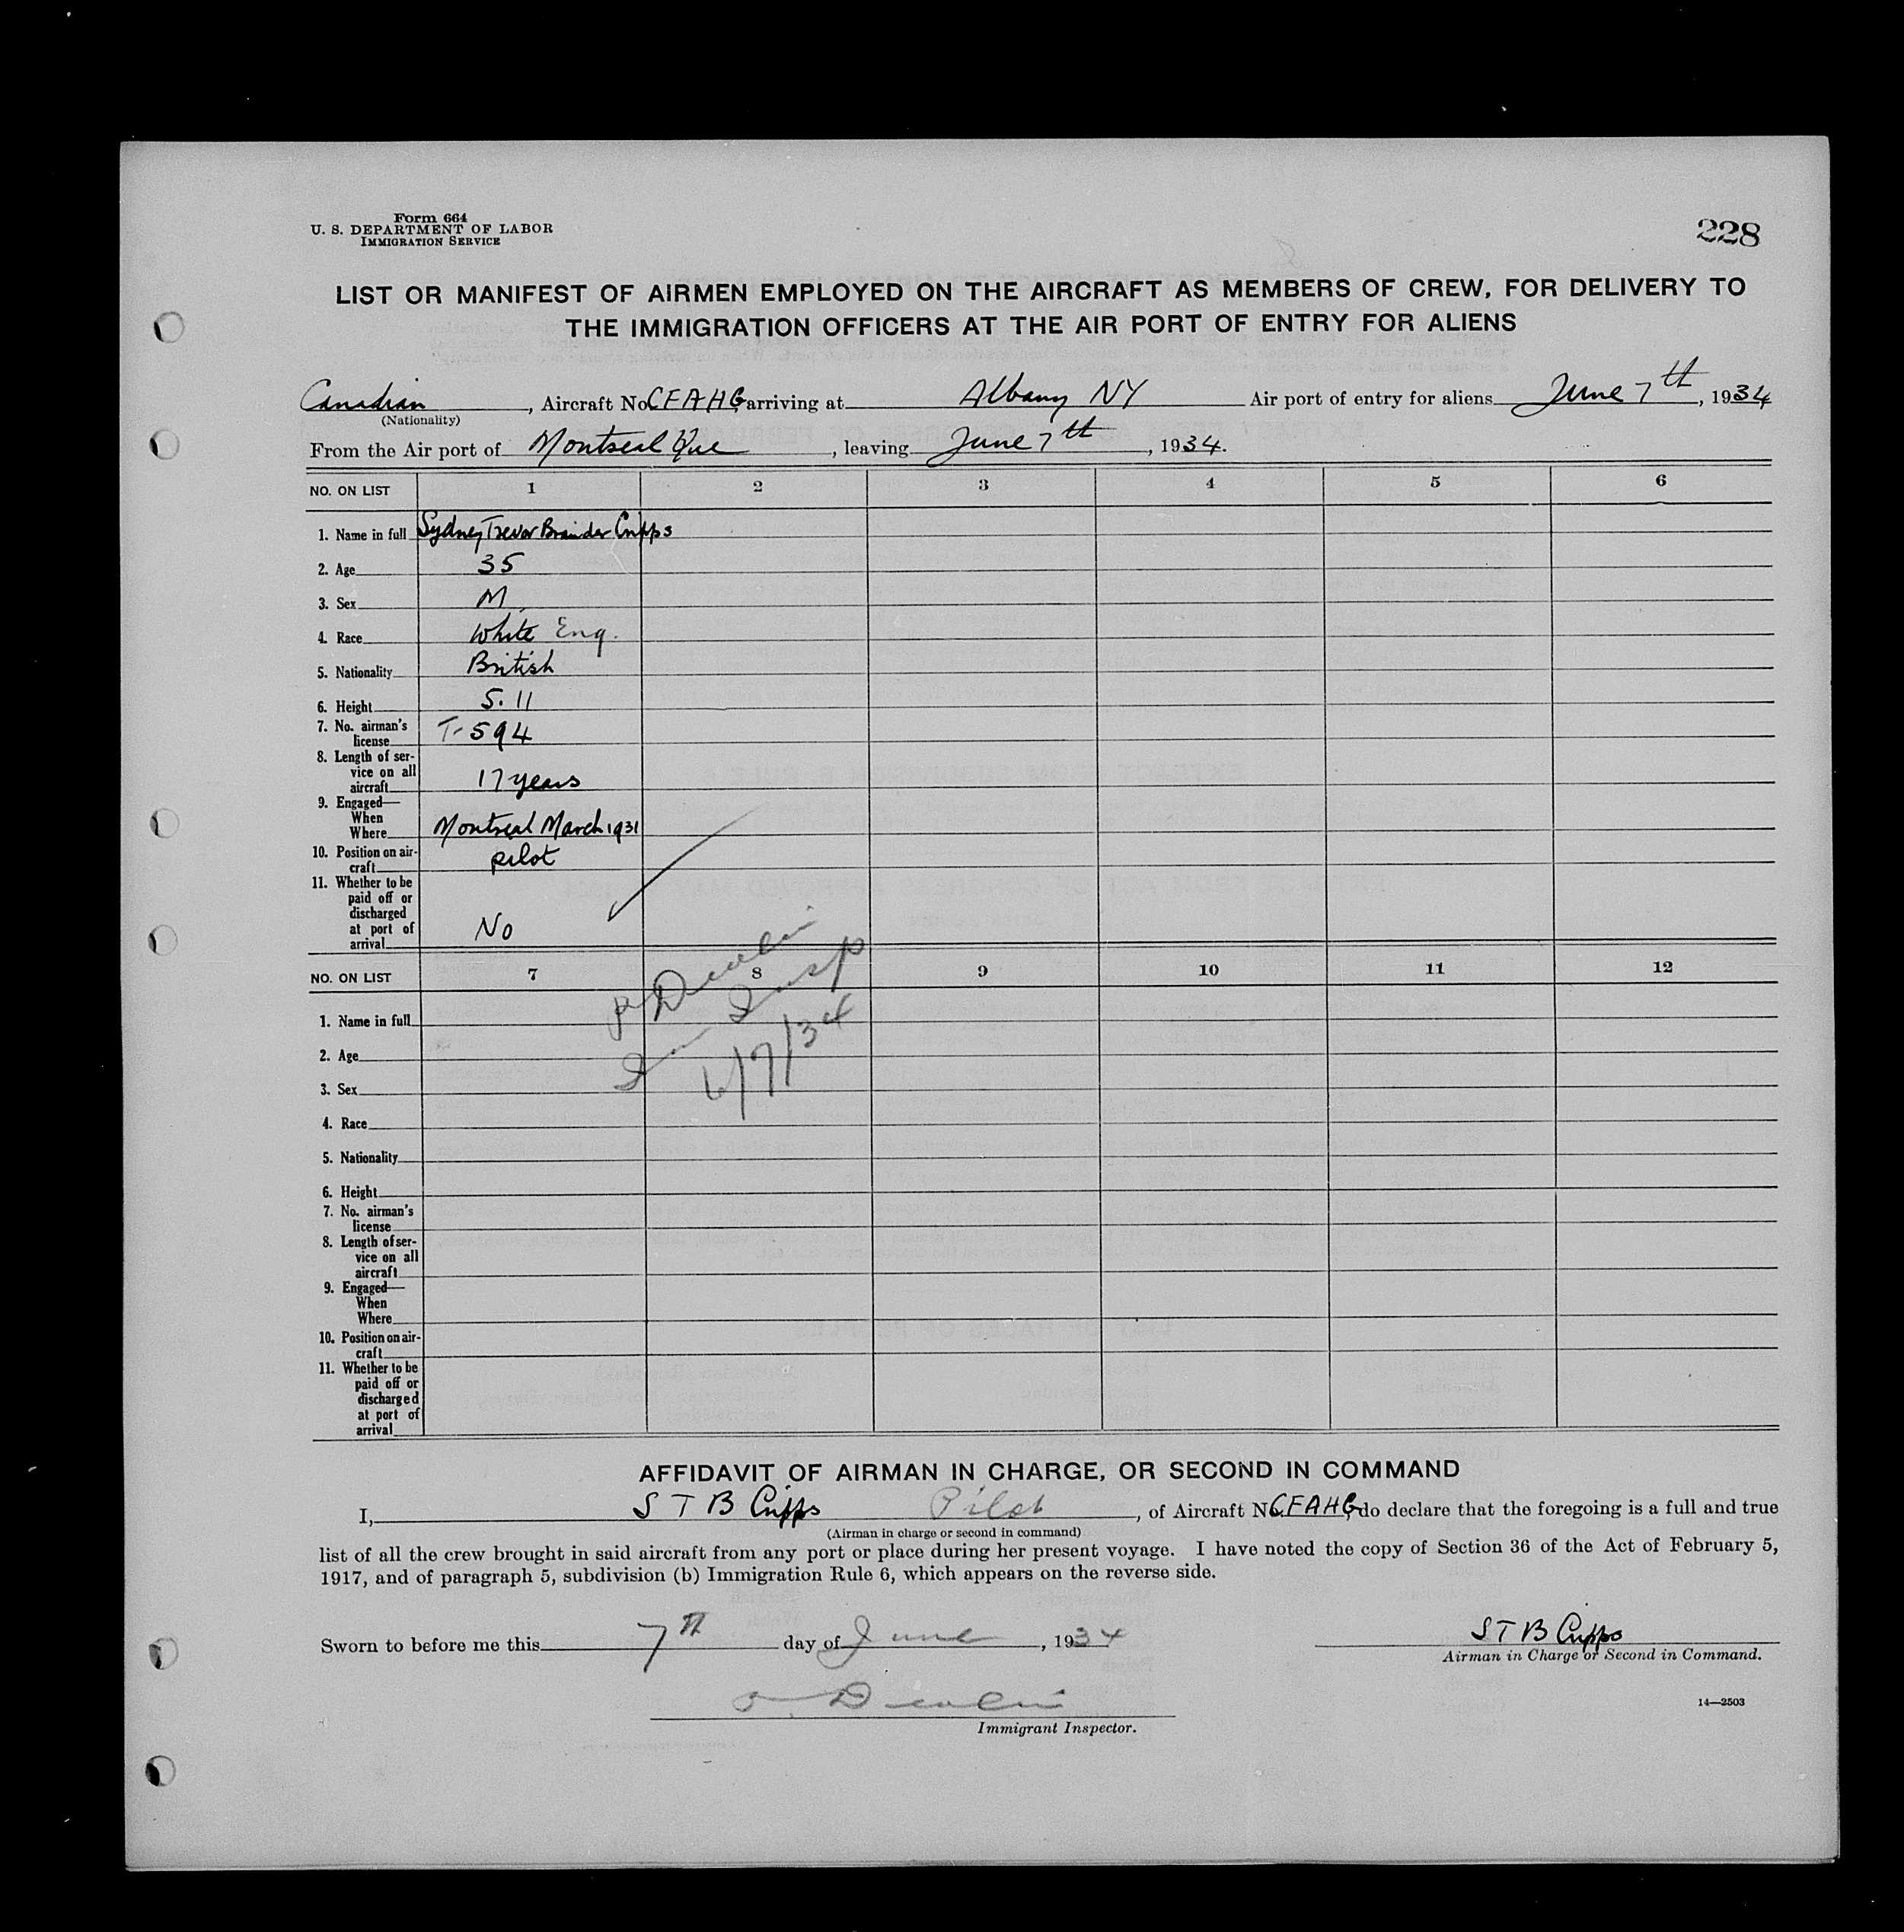 Form 664
U. S. DEPARTMENT OF LABOR
IMMIGRATION SERVICE
228
LIST OR MANIFEST OF AIRMEN EMPLOYED ON THE AIRCRAFT AS MEMBERS OF CREW, FOR DELIVERY TO
THE IMMIGRATION OFFICERS AT THE AIR PORT OF ENTRY FOR ALIENS
Canadian, Aircraft No. CFAHG, arriving at Albany NY Air port of entry for aliens June 7th, 1934
(Nationality)
From the Air port of Montreal Que, leaving June 7th, 1934.
NO. ON LIST 1 2 3 4 5 6
1. Name in full Sydney Trevor Cripps
2. Age 35
3. Sex M
4. Race White Eng.
5. Nationality British
6. Height 5.11
7. No. airman's
license T-594
8. Length of ser-
vice on all
aircraft 17 years
9. Engaged—
When
Where Montreal March 1931
10. Position on air-
craft pilot
11. Whether to be
paid off or
discharged
at port of
arrival No
NO. ON LIST 7 8 9 10 11 12
Devlin
Imm Insp
6/7/34
1. Name in full
2. Age
3. Sex
4. Race
5. Nationality
6. Height
7. No. airman's
license
8. Length of ser-
vice on all
aircraft
9. Engaged—
When
Where
10. Position on air-
craft
11. Whether to be
paid off or
discharged
at port of
arrival
AFFIDAVIT OF AIRMAN IN CHARGE, OR SECOND IN COMMAND
I, S T B Cripps Pilot, of Aircraft No. CFAHG, do declare that the foregoing is a full and true
(Airman in charge or second in command)
list of all the crew brought in said aircraft from any port or place during her present voyage. I have noted the copy of Section 36 of the Act of February 5,
1917, and of paragraph 5, subdivision (b) Immigration Rule 6, which appears on the reverse side.
Sworn to before me this 7th day of June, 1934
S T B Cripps
Airman in Charge or Second in Command.
Devlin
14—2503
Immigrant Inspector.